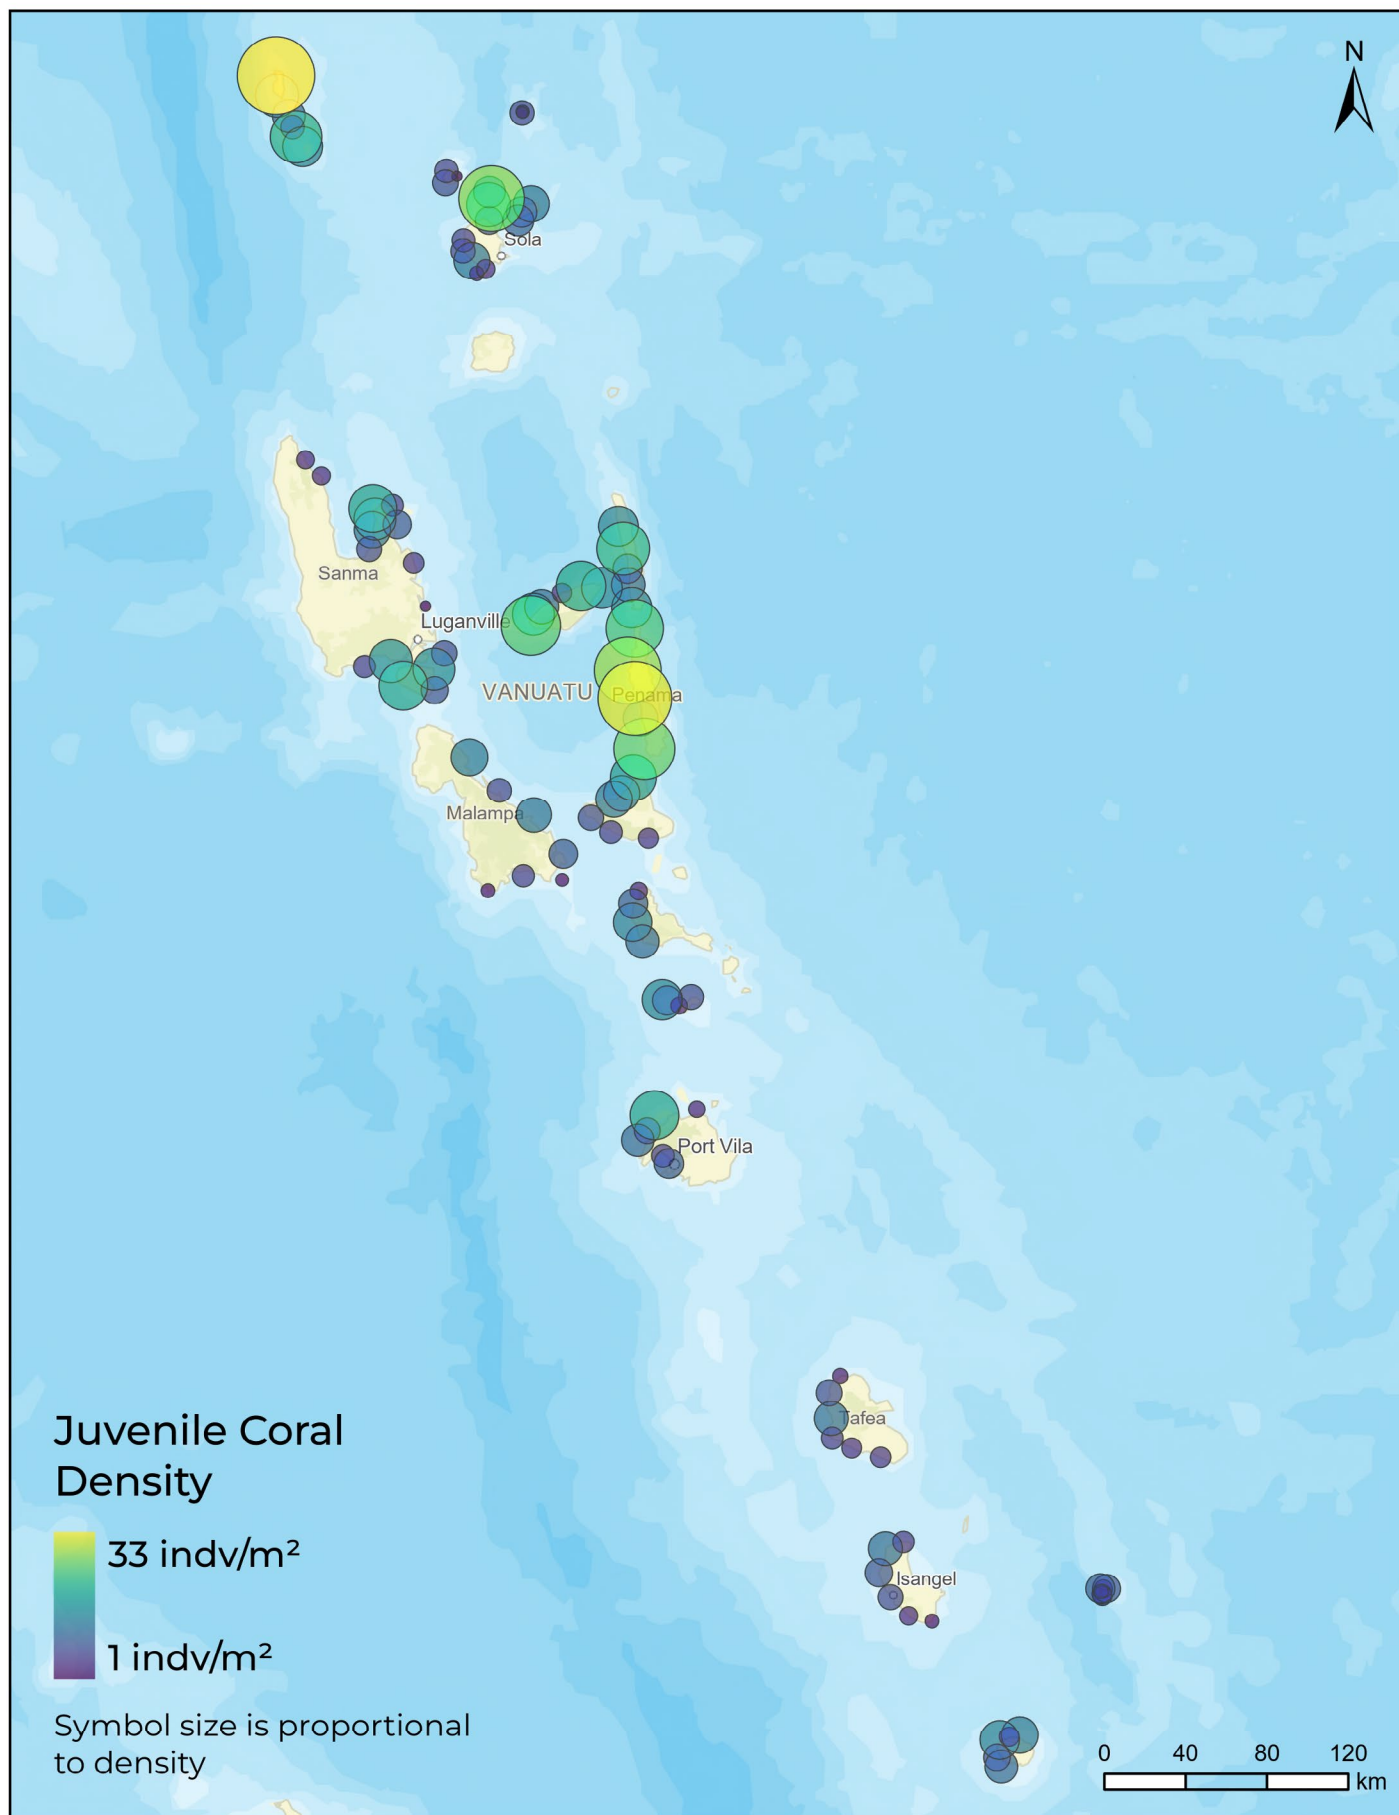 N
Sola
Sanma
Luganville
VANUATU
Penama
Malampa
Port Vila
Tafea
Isangel
Juvenile Coral
Density
33 indv/m²
1 indv/m²
Symbol size is proportional
to density
0 40 80 120
km